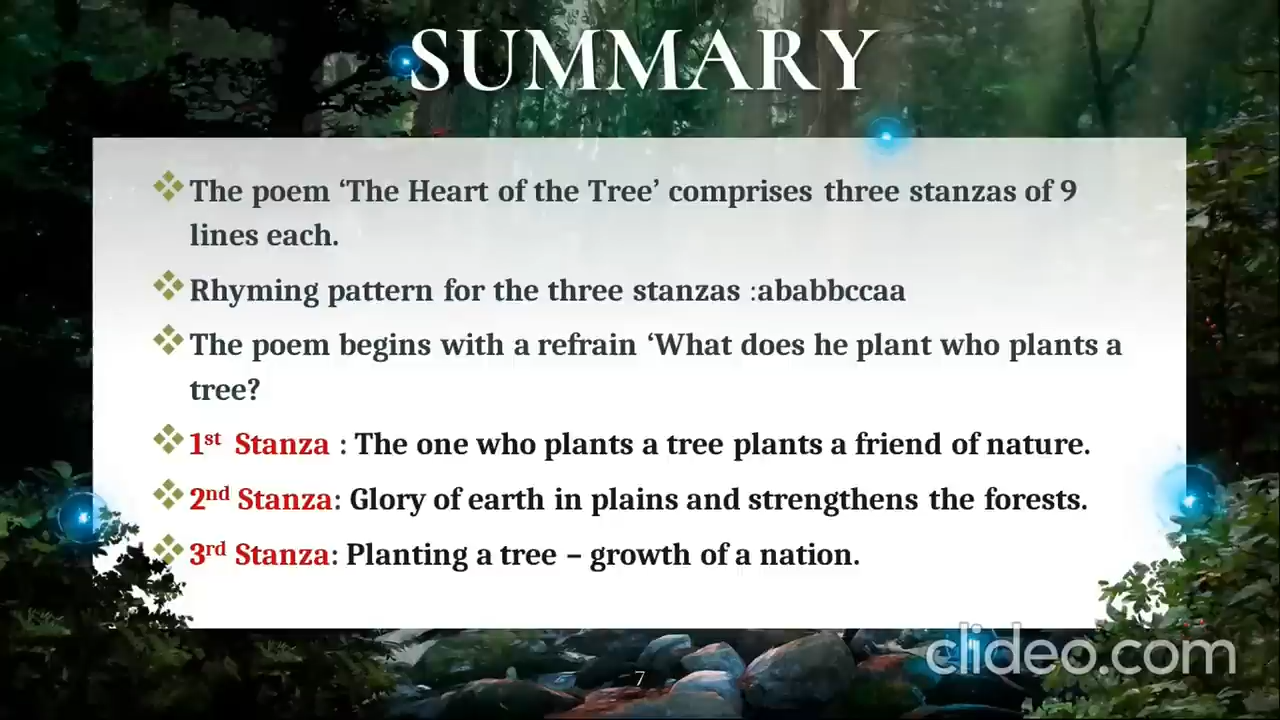 SUMMARY
The poem ‘The Heart of the Tree’ comprises three stanzas of 9
lines each.
Rhyming pattern for the three stanzas :ababbccaa
The poem begins with a refrain ‘What does he plant who plants a
tree?
1st Stanza : The one who plants a tree plants a friend of nature.
2nd Stanza: Glory of earth in plains and strengthens the forests.
3rd Stanza: Planting a tree – growth of a nation.
clideo.com
7